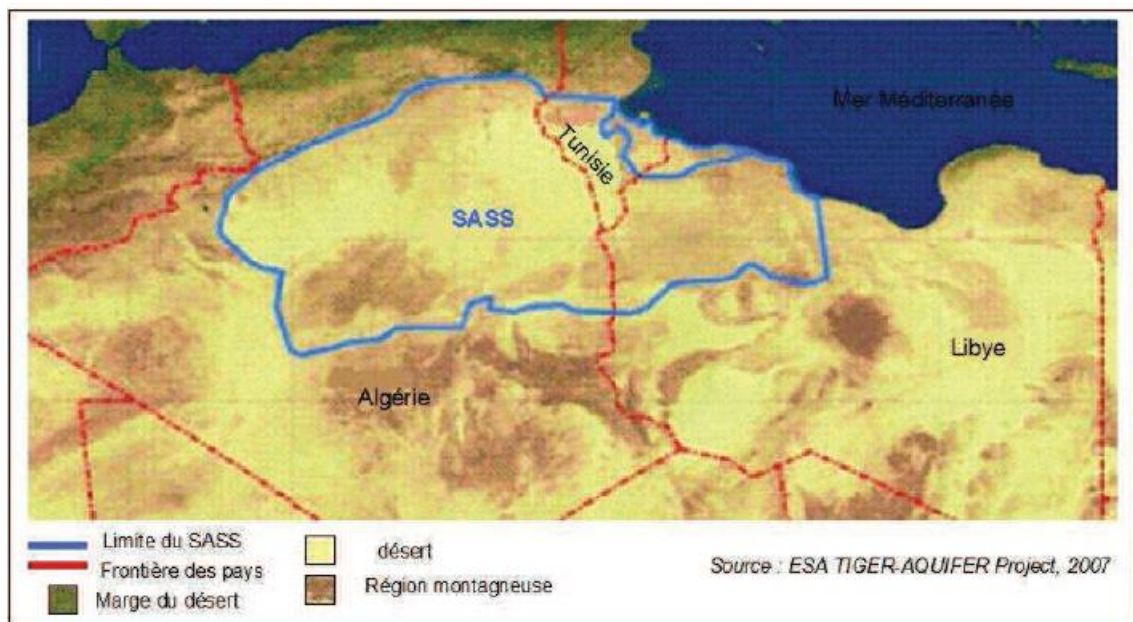 Mer Méditerranée
Tunisie
SASS
Libye
Algérie
Limite du SASS
Frontière des pays
Marge du désert
désert
Région montagneuse
Source : ESA TIGER-AQUIFER Project, 2007